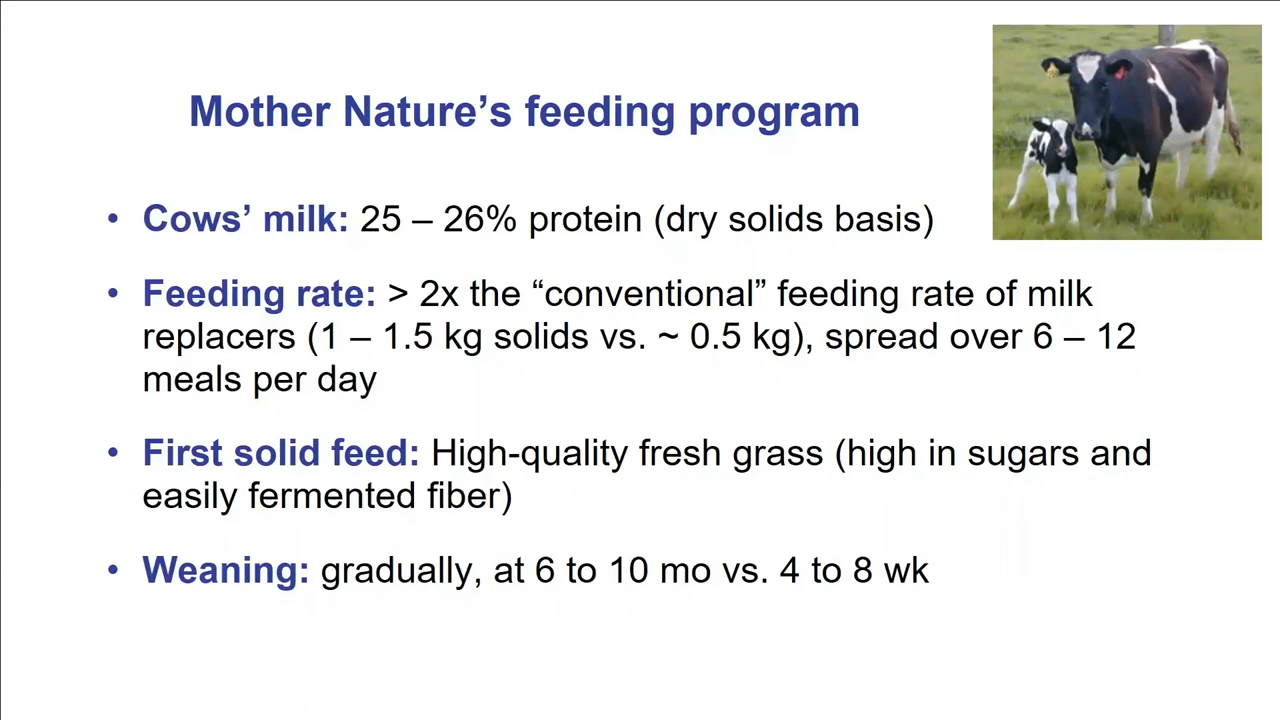 Mother Nature’s feeding program
• Cows’ milk: 25 – 26% protein (dry solids basis)
• Feeding rate: > 2x the “conventional” feeding rate of milk
replacers (1 – 1.5 kg solids vs. ~ 0.5 kg), spread over 6 – 12
meals per day
• First solid feed: High-quality fresh grass (high in sugars and
easily fermented fiber)
• Weaning: gradually, at 6 to 10 mo vs. 4 to 8 wk